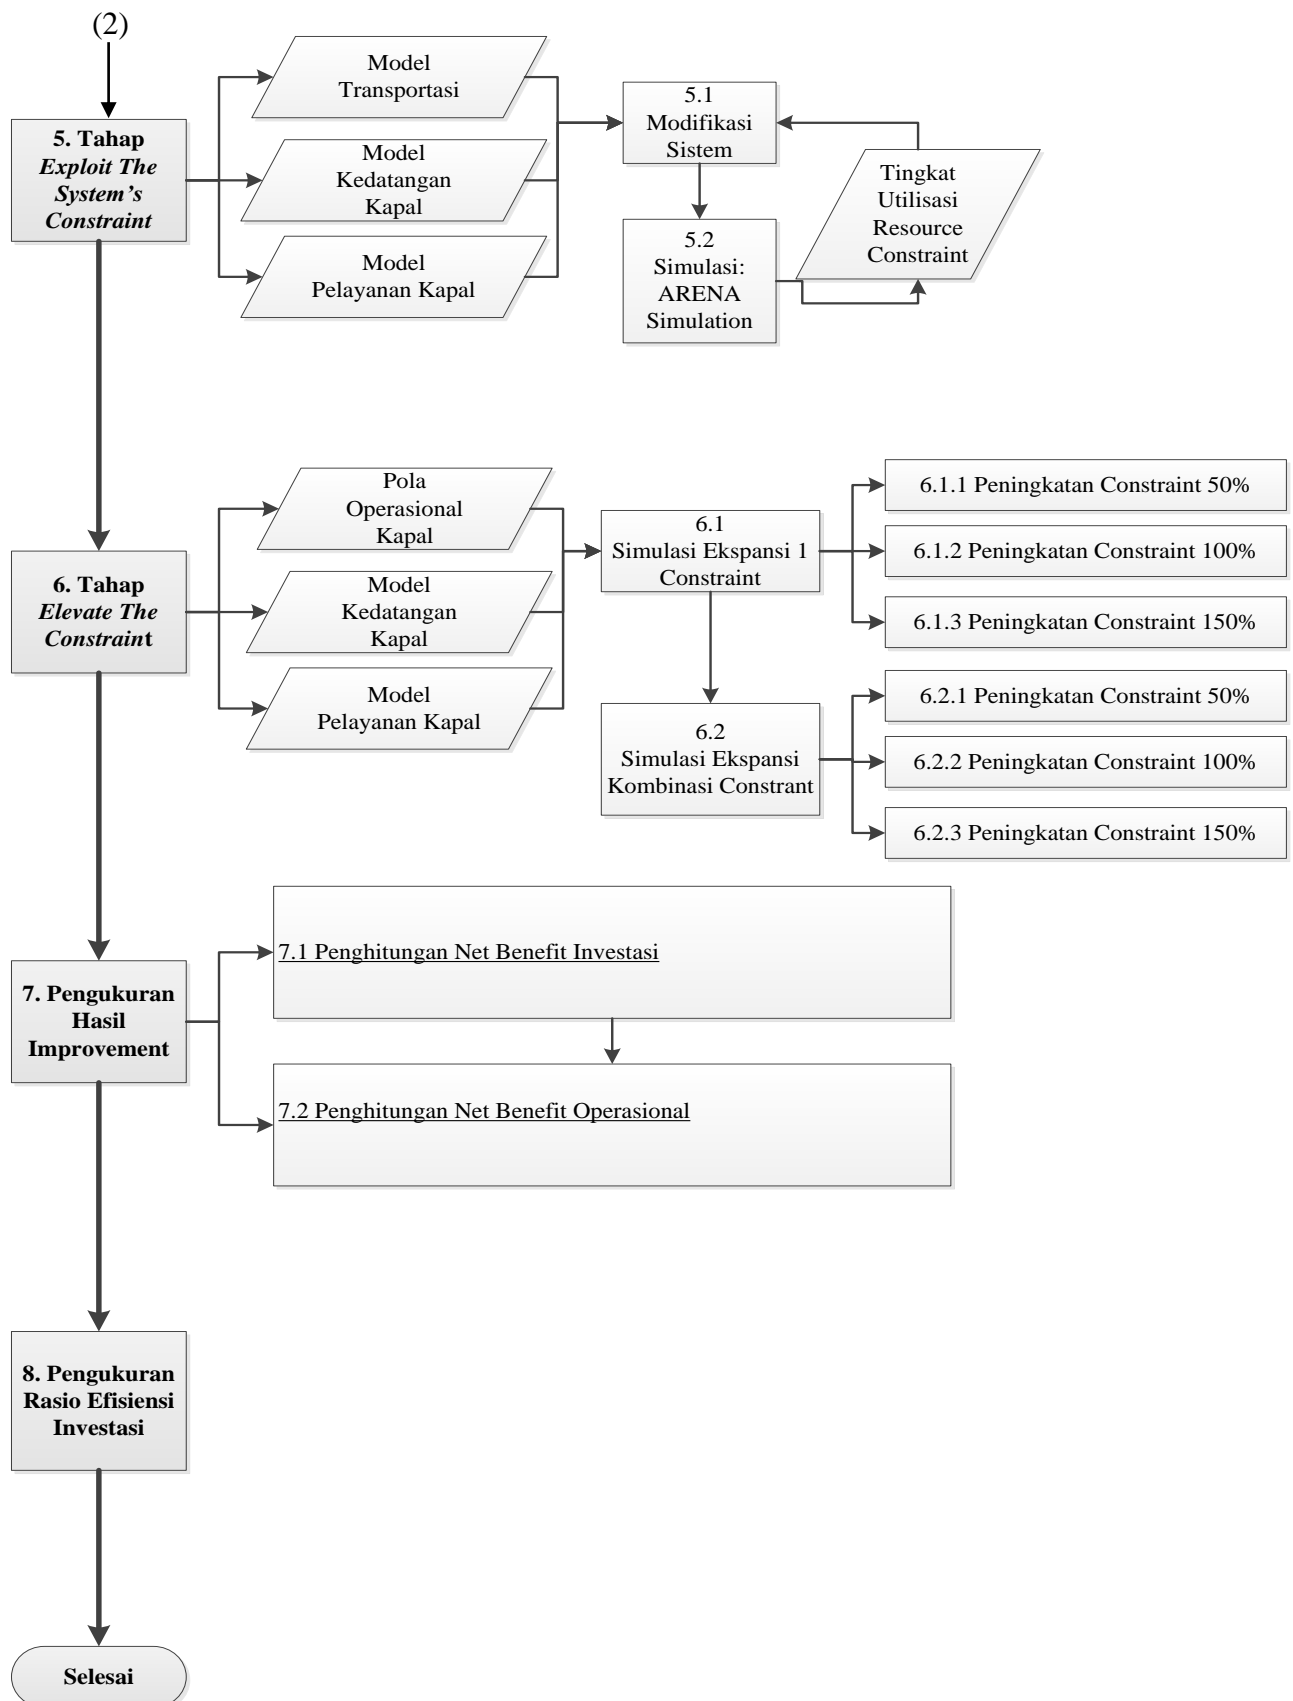 (2)
5. Tahap
Exploit The
System's
Constraint
Model
Transportasi
Model
Kedatangan
Kapal
Model
Pelayanan Kapal
5.1
Modifikasi
Sistem
5.2
Simulasi:
ARENA
Simulation
Tingkat
Utilisasi
Resource
Constraint
6. Tahap
Elevate The
Constraint
Pola
Operasional
Kapal
Model
Kedatangan
Kapal
Model
Pelayanan Kapal
6.1
Simulasi Ekspansi 1
Constraint
6.1.1 Peningkatan Constraint 50%
6.1.2 Peningkatan Constraint 100%
6.1.3 Peningkatan Constraint 150%
6.2
Simulasi Ekspansi
Kombinasi Constrant
6.2.1 Peningkatan Constraint 50%
6.2.2 Peningkatan Constraint 100%
6.2.3 Peningkatan Constraint 150%
7. Pengukuran
Hasil
Improvement
7.1 Penghitungan Net Benefit Investasi
7.2 Penghitungan Net Benefit Operasional
8. Pengukuran
Rasio Efisiensi
Investasi
Selesai